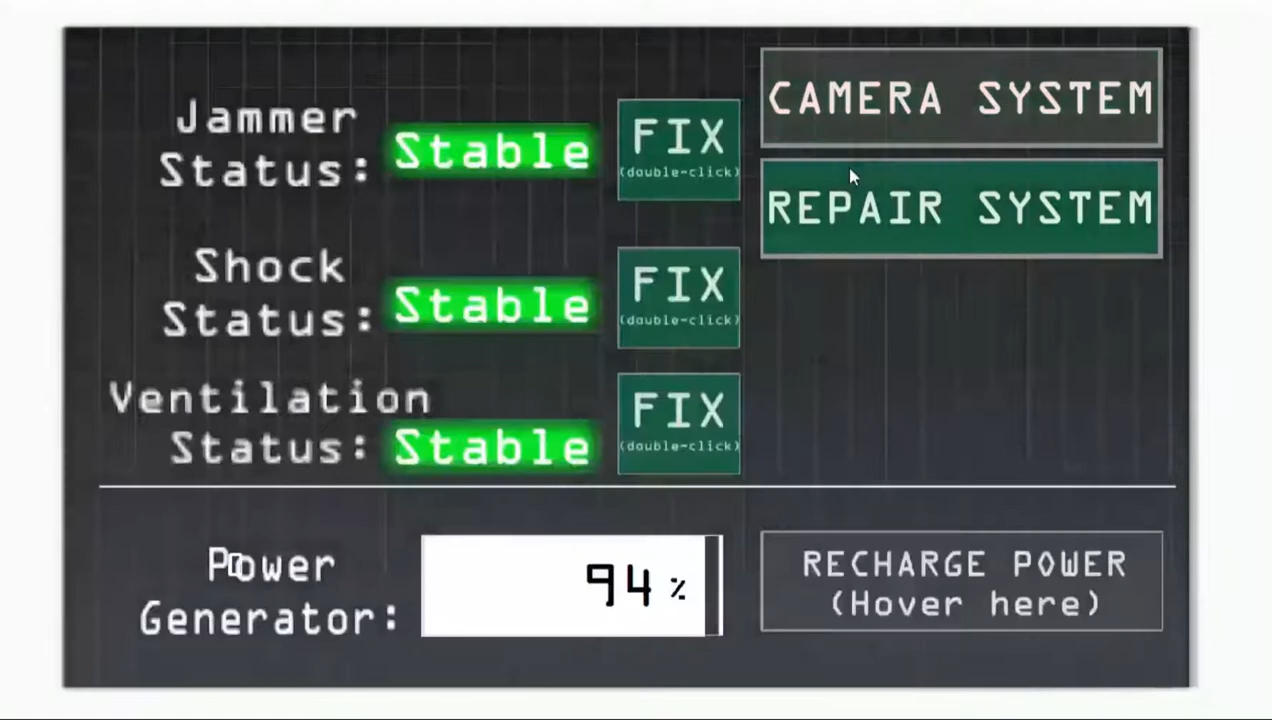 Jammer
Status: Stable
FIX
(double-click)
CAMERA SYSTEM
REPAIR SYSTEM
Shock
Status: Stable
FIX
(double-click)
Ventilation
Status: Stable
FIX
(double-click)
Power
Generator:
94 %
RECHARGE POWER
(Hover here)